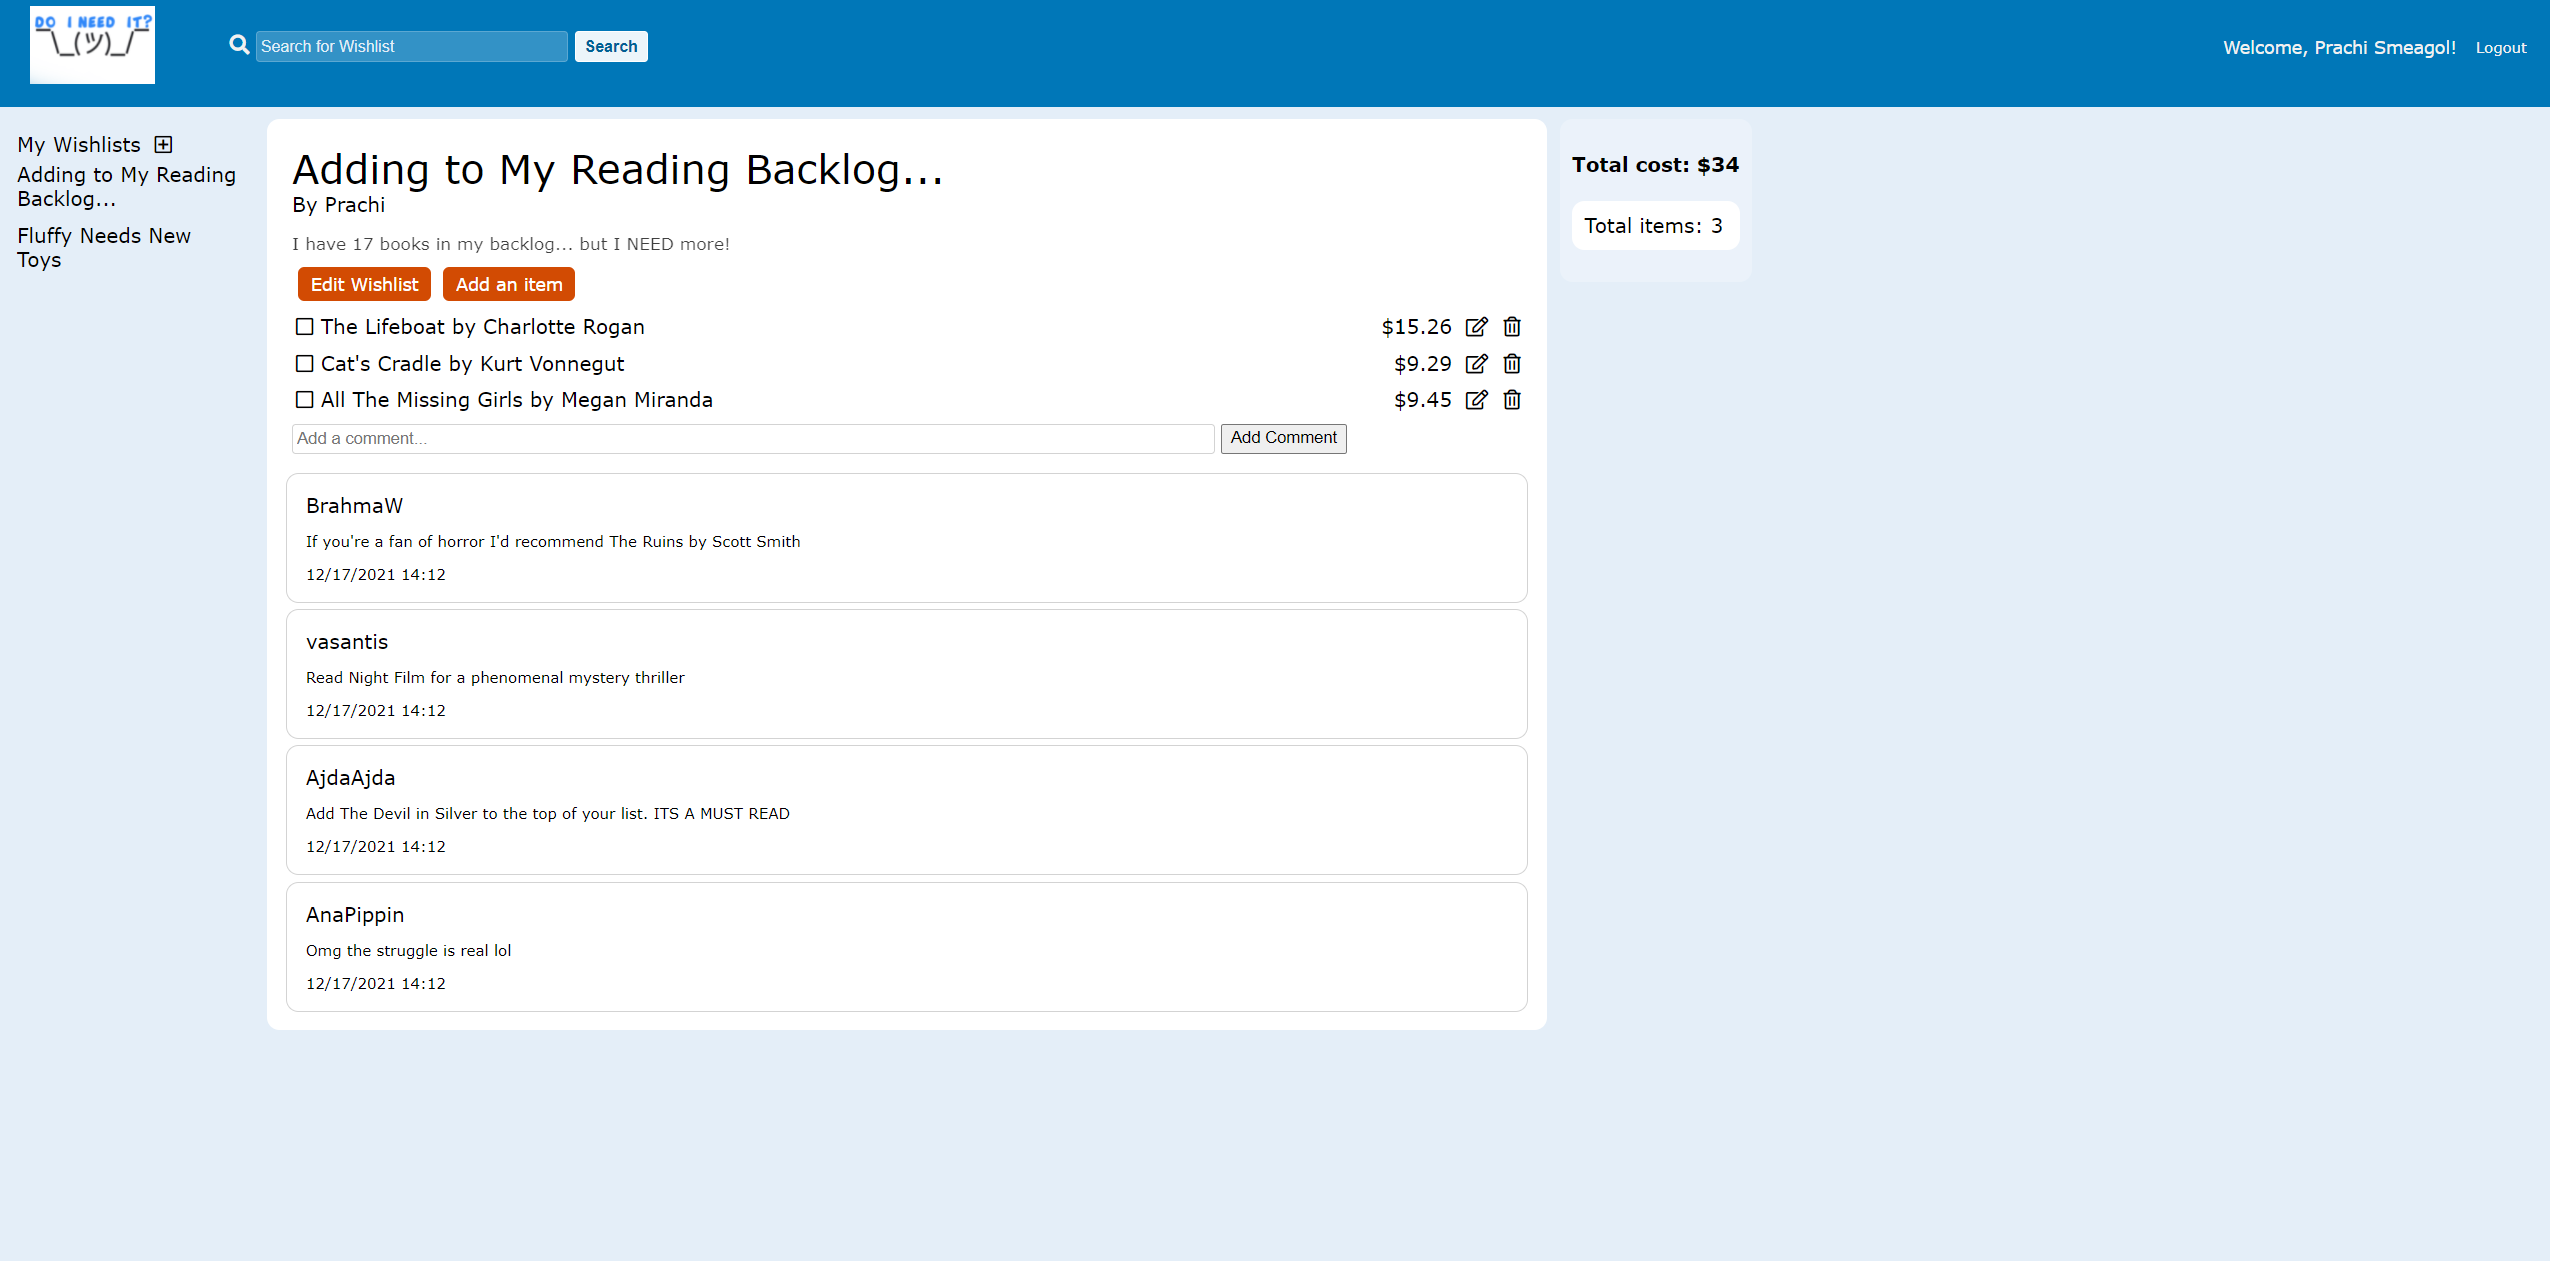 DO I NEED IT?
¯\_(ツ)_/¯
Search for Wishlist
Search
Welcome, Prachi Smeagol!
Logout
My Wishlists
Adding to My Reading
Backlog...
Fluffy Needs New
Toys
Adding to My Reading Backlog...
By Prachi
I have 17 books in my backlog... but I NEED more!
Edit Wishlist
Add an item
The Lifeboat by Charlotte Rogan $15.26
Cat's Cradle by Kurt Vonnegut $9.29
All The Missing Girls by Megan Miranda $9.45
Add a comment...
Add Comment
BrahmaW
If you're a fan of horror I'd recommend The Ruins by Scott Smith
12/17/2021 14:12
vasantis
Read Night Film for a phenomenal mystery thriller
12/17/2021 14:12
AjdaAjda
Add The Devil in Silver to the top of your list. ITS A MUST READ
12/17/2021 14:12
AnaPippin
Omg the struggle is real lol
12/17/2021 14:12
Total cost: $34
Total items: 3